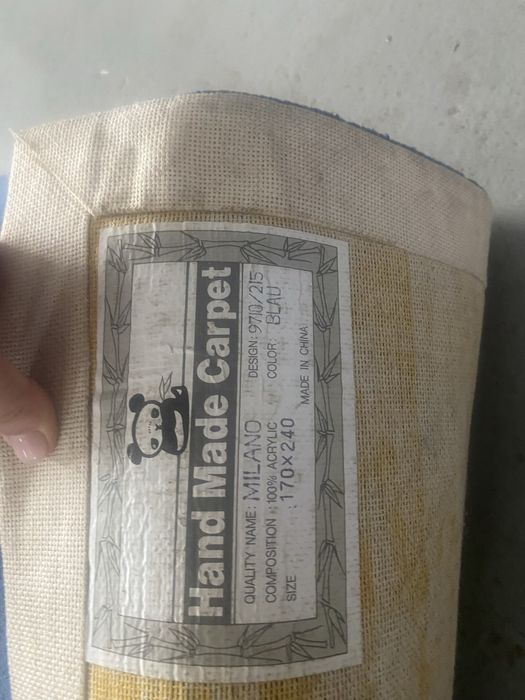 Hand Made Carpet
QUALITY NAME: MILANO DESIGN: 9710/215
COMPOSITION :100% ACRYLIC COLOR: BLAU
SIZE :170×240
MADE IN CHINA